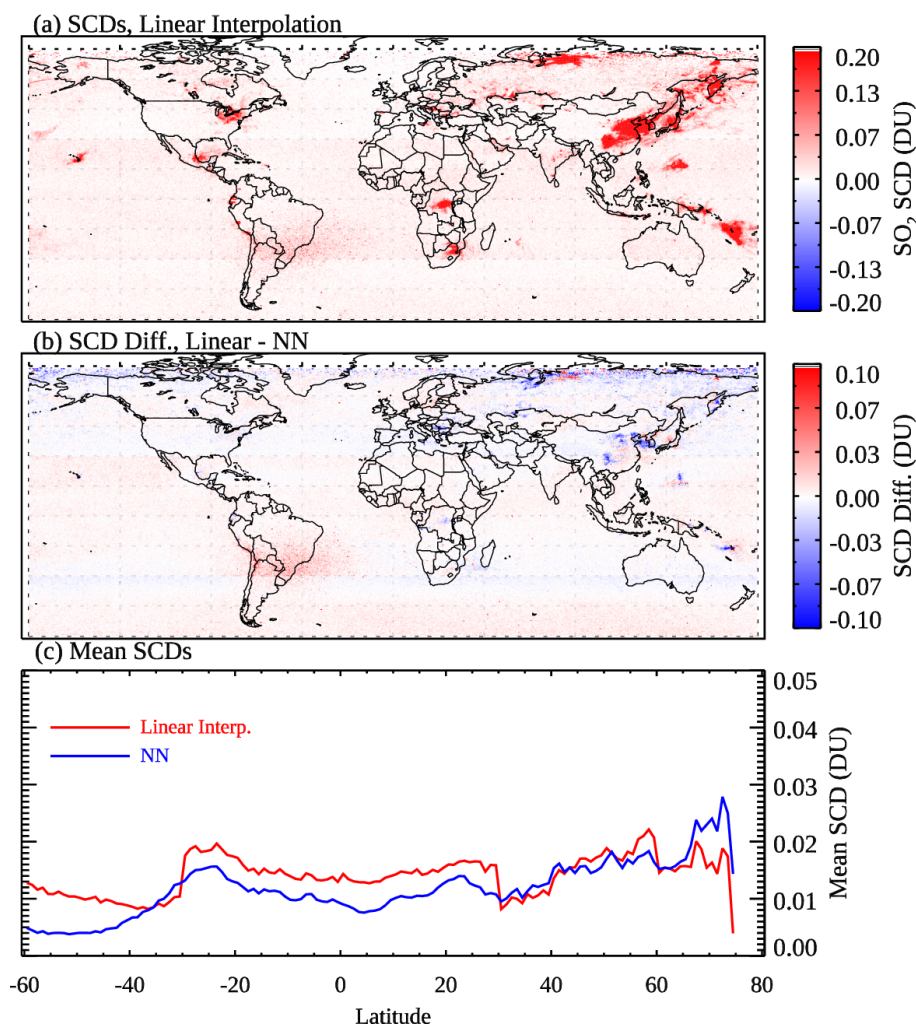 (a) SCDs, Linear Interpolation
0.20
0.13
0.07
0.00
-0.07
-0.13
-0.20
SO2 SCD (DU)
(b) SCD Diff., Linear - NN
0.10
0.07
0.03
0.00
-0.03
-0.07
-0.10
SCD Diff. (DU)
(c) Mean SCDs
Linear Interp.
NN
0.05
0.04
0.03
0.02
0.01
0.00
Mean SCD (DU)
-60 -40 -20 0 20 40 60 80
Latitude